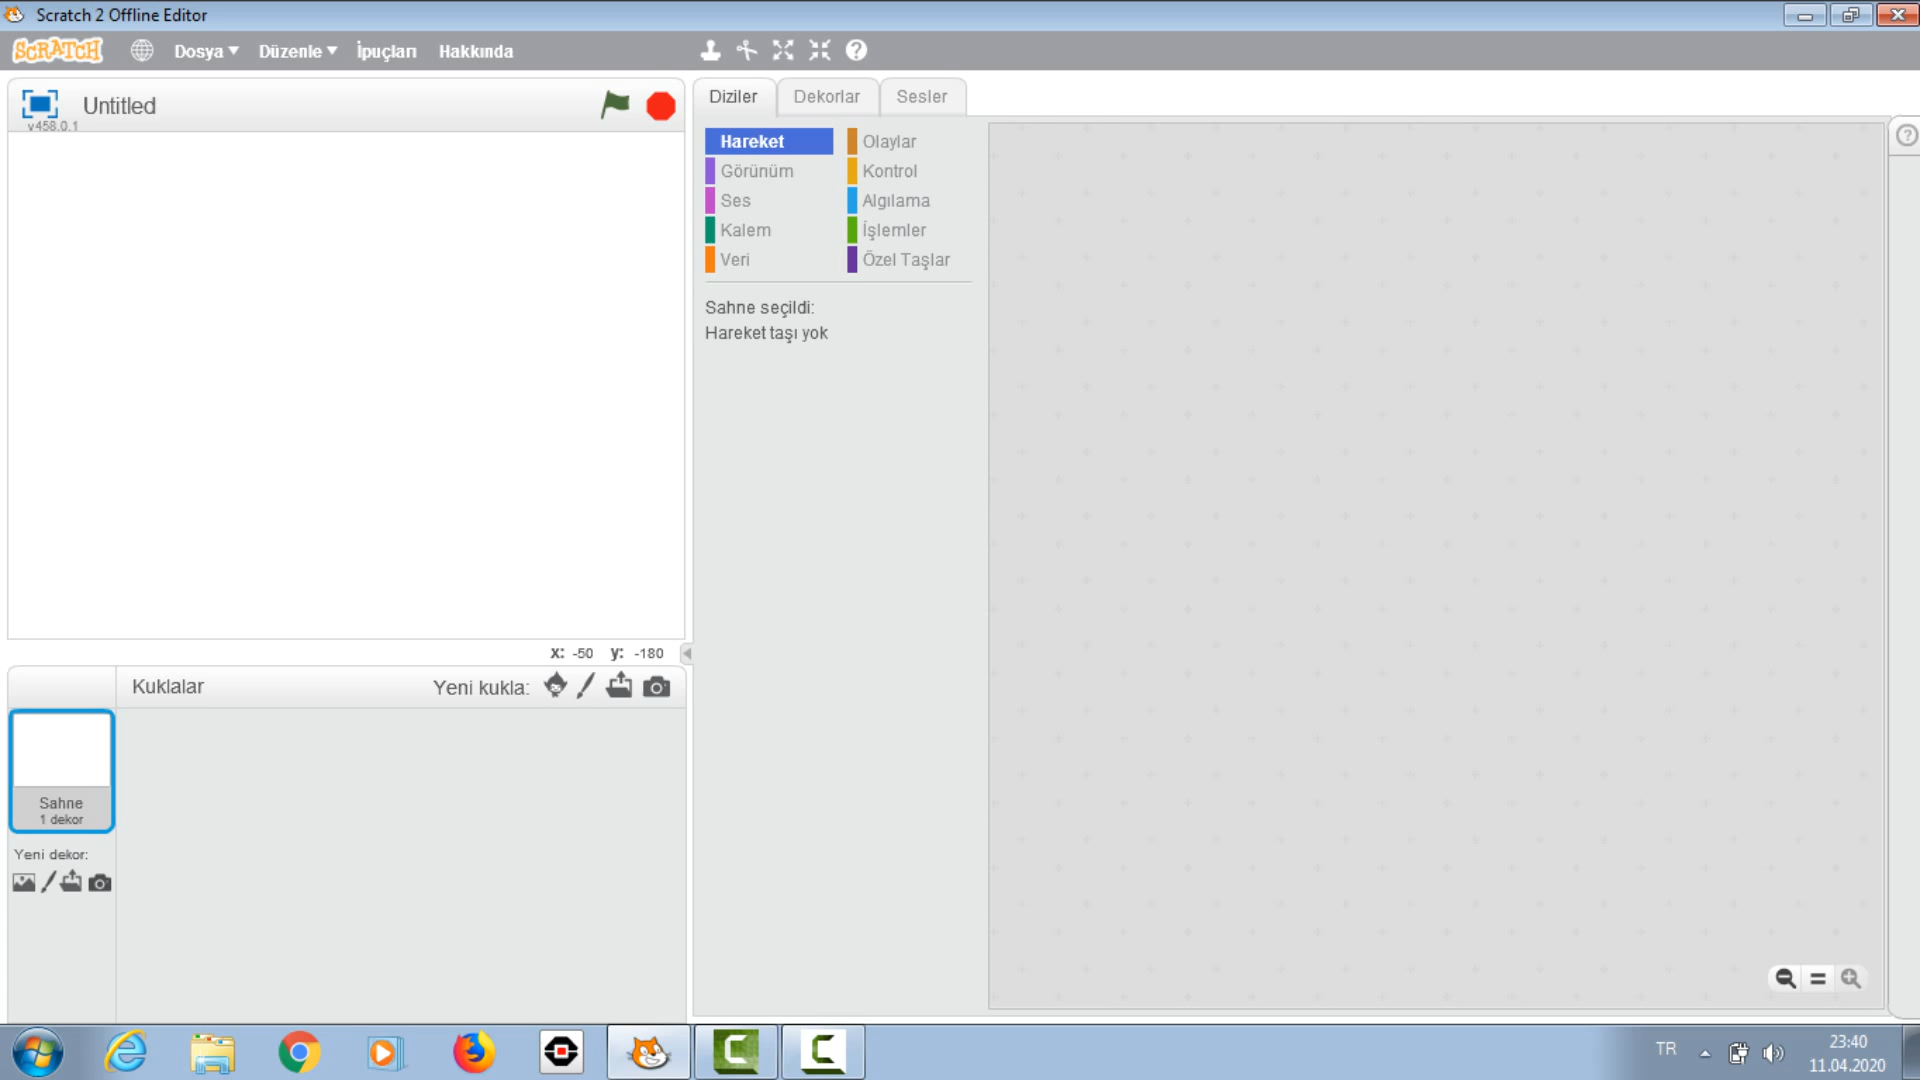 Scratch 2 Offline Editor
SCRATCH Dosya Düzenle İpuçları Hakkında
Untitled
v458.0.1
Diziler Dekorlar Sesler
Hareket Olaylar
Görünüm Kontrol
Ses Algılama
Kalem İşlemler
Veri Özel Taşlar
Sahne seçildi:
Hareket taşı yok
x: -50 y: -180
Kuklalar Yeni kukla:
Sahne
1 dekor
Yeni dekor:
TR
23:40
11.04.2020